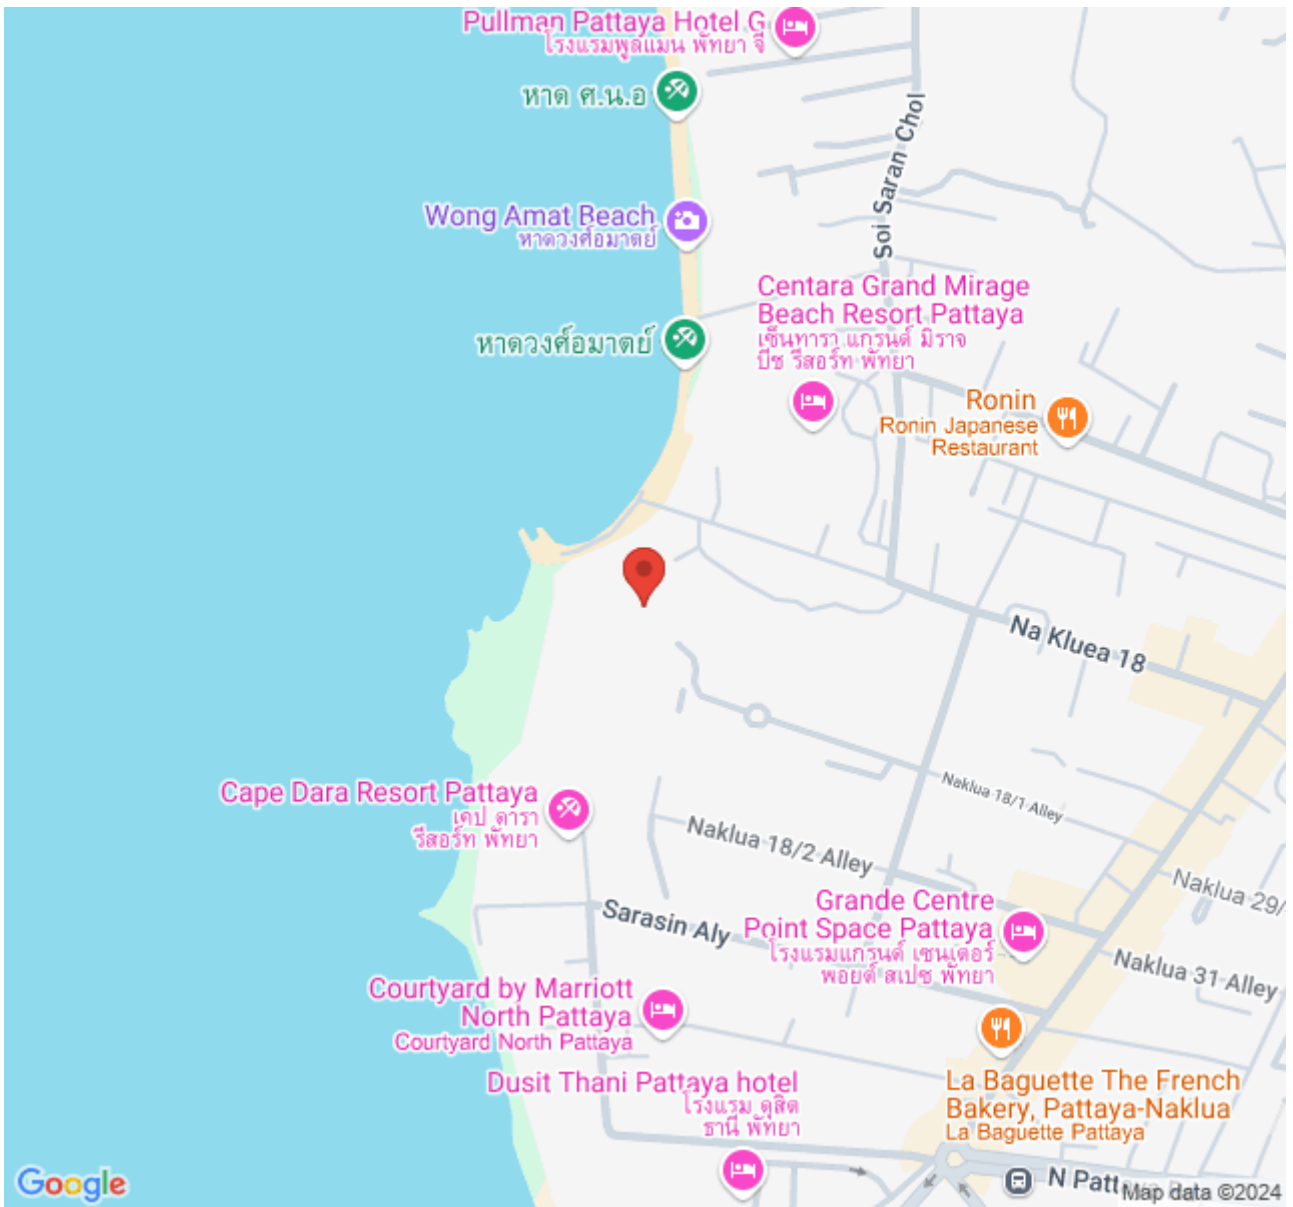 Pullman Pattaya Hotel G
โรงแรมพูลแมน พัทยา จี
หาด ศ.น.อ
Soi Saran Chol
Wong Amat Beach
หาดวงศ์อมาตย์
Centara Grand Mirage
Beach Resort Pattaya
เซ็นทารา แกรนด์ มิราจ
บีช รีสอร์ท พัทยา
หาดวงศ์อมาตย์
Ronin
Ronin Japanese
Restaurant
Na Kluea 18
Naklua 18/1 Alley
Cape Dara Resort Pattaya
เคป ดารา
รีสอร์ท พัทยา
Naklua 18/2 Alley
Naklua 29/
Grande Centre
Point Space Pattaya
โรงแรมแกรนด์ เซนเตอร์
พอยต์ สเปซ พัทยา
Sarasin Aly
Naklua 31 Alley
Courtyard by Marriott
North Pattaya
Courtyard North Pattaya
Dusit Thani Pattaya hotel
โรงแรม ดุสิต
ธานี พัทยา
La Baguette The French
Bakery, Pattaya-Naklua
La Baguette Pattaya
N Patt
Google
Map data ©2024